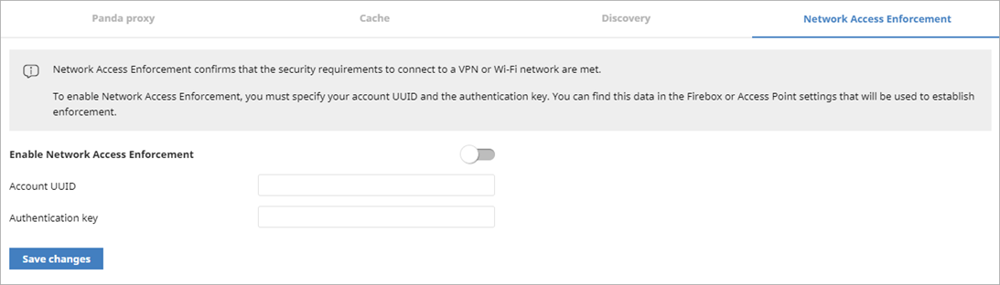 Panda proxy
Cache
Discovery
Network Access Enforcement
Network Access Enforcement confirms that the security requirements to connect to a VPN or Wi-Fi network are met.
To enable Network Access Enforcement, you must specify your account UUID and the authentication key. You can find this data in the Firebox or Access Point settings that will be used to establish
enforcement.
Enable Network Access Enforcement
Account UUID
Authentication key
Save changes